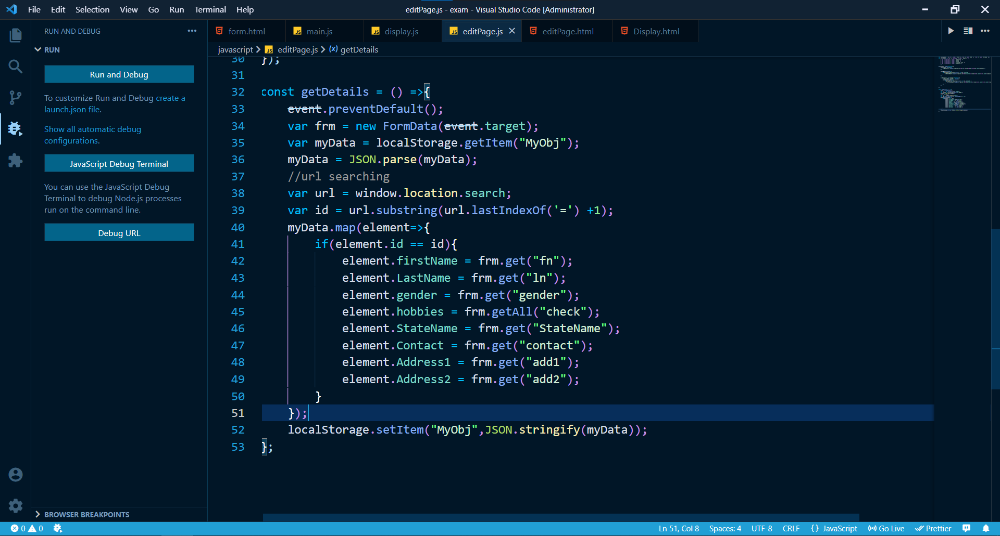 File Edit Selection View Go Run Terminal Help
editPage.js - exam - Visual Studio Code [Administrator]
RUN AND DEBUG
RUN
Run and Debug
To customize Run and Debug create a
launch.json file.
Show all automatic debug
configurations.
JavaScript Debug Terminal
You can use the JavaScript Debug
Terminal to debug Node.js processes
run on the command line.
Debug URL
BROWSER BREAKPOINTS
form.html
JS main.js
JS display.js
JS editPage.js
editPage.html
Display.html
javascript > JS editPage.js > getDetails
30 });
31
32 const getDetails = () =>{
33 event.preventDefault();
34 var frm = new FormData(event.target);
35 var myData = localStorage.getItem("MyObj");
36 myData = JSON.parse(myData);
37 //url searching
38 var url = window.location.search;
39 var id = url.substring(url.lastIndexOf('=') +1);
40 myData.map(element=>{
41 if(element.id == id){
42 element.firstName = frm.get("fn");
43 element.LastName = frm.get("ln");
44 element.gender = frm.get("gender");
45 element.hobbies = frm.getAll("check");
46 element.StateName = frm.get("StateName");
47 element.Contact = frm.get("contact");
48 element.Address1 = frm.get("add1");
49 element.Address2 = frm.get("add2");
50 }
51 });
52 localStorage.setItem("MyObj",JSON.stringify(myData));
53 };
0 0
Ln 51, Col 8 Spaces: 4 UTF-8 CRLF {} JavaScript Go Live Prettier